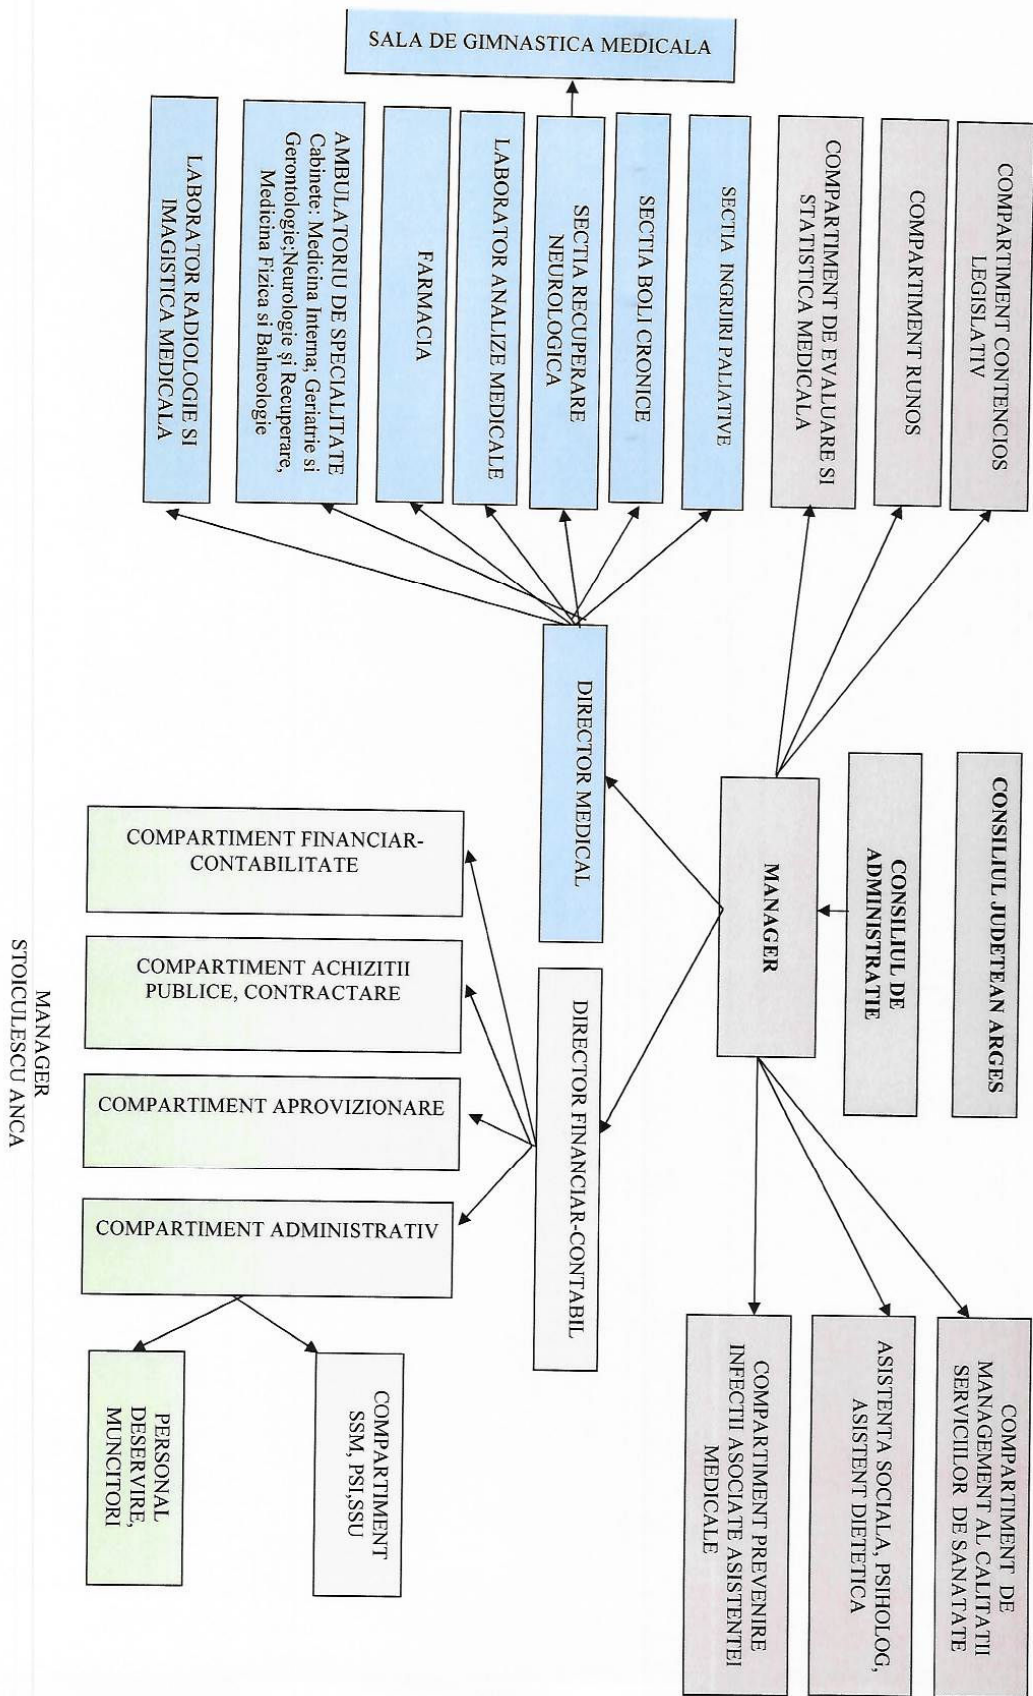 CONSILIUL JUDETEAN ARGES
CONSILIUL DE
ADMINISTRATIE
MANAGER
COMPARTIMENT CONTENCIOS
LEGISLATIV
COMPARTIMENT RUNOS
COMPARTIMENT DE EVALUARE SI
STATISTICA MEDICALA
COMPARTIMENT DE
MANAGEMENT AL CALITATII
SERVICIILOR DE SANATATE
ASISTENTA SOCIALA, PSIHOLOG,
ASISTENT DIETETICA
COMPARTIMENT PREVENIRE
INFECTII ASOCIATE ASISTENTEI
MEDICALE
DIRECTOR MEDICAL
DIRECTOR FINANCIAR-CONTABIL
SECTIA INGRJIRI PALIATIVE
SECTIA BOLI CRONICE
SECTIA RECUPERARE
NEUROLOGICA
SALA DE GIMNASTICA MEDICALA
LABORATOR ANALIZE MEDICALE
FARMACIA
AMBULATORIU DE SPECIALITATE
Cabinete: Medicina Interna; Geriatrie si
Gerontologie;Neurologie și Recuperare,
Medicina Fizica si Balneologie
LABORATOR RADIOLOGIE SI
IMAGISTICA MEDICALA
COMPARTIMENT FINANCIAR-
CONTABILITATE
COMPARTIMENT ACHIZITII
PUBLICE, CONTRACTARE
COMPARTIMENT APROVIZIONARE
COMPARTIMENT ADMINISTRATIV
COMPARTIMENT
SSM, PSI,SSU
PERSONAL
DESERVIRE,
MUNCITORI
MANAGER
STOICULESCU ANCA